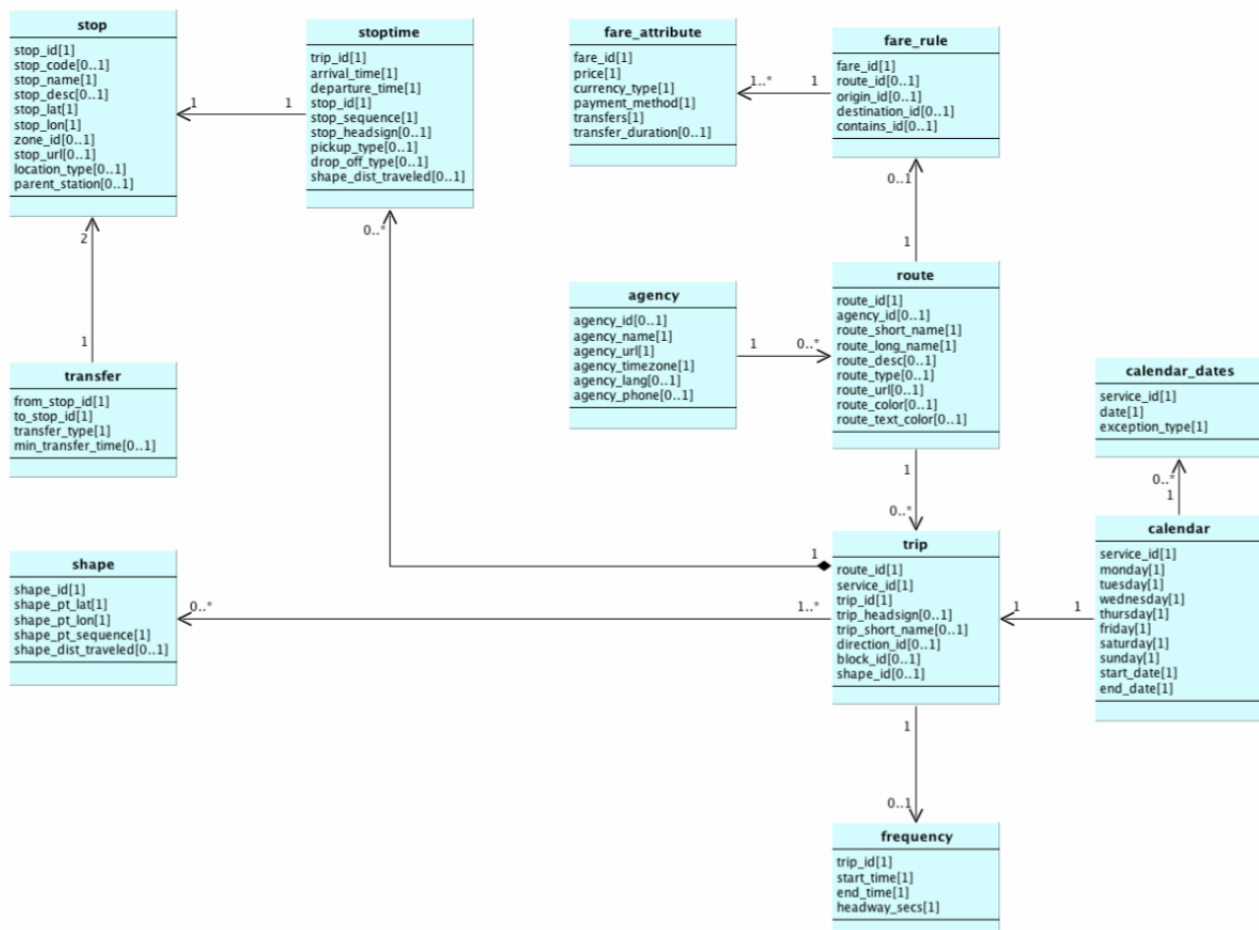 stop
stop_id[1]
stop_code[0..1]
stop_name[1]
stop_desc[0..1]
stop_lat[1]
stop_lon[1]
zone_id[0..1]
stop_url[0..1]
location_type[0..1]
parent_station[0..1]
1
1
stoptime
trip_id[1]
arrival_time[1]
departure_time[1]
stop_id[1]
stop_sequence[1]
stop_headsign[0..1]
pickup_type[0..1]
drop_off_type[0..1]
shape_dist_traveled[0..1]
0..*
fare_attribute
fare_id[1]
price[1]
currency_type[1]
payment_method[1]
transfers[1]
transfer_duration[0..1]
1..*
1
fare_rule
fare_id[1]
route_id[0..1]
origin_id[0..1]
destination_id[0..1]
contains_id[0..1]
0..1
1
2
1
transfer
from_stop_id[1]
to_stop_id[1]
transfer_type[1]
min_transfer_time[0..1]
agency
agency_id[0..1]
agency_name[1]
agency_url[1]
agency_timezone[1]
agency_lang[0..1]
agency_phone[0..1]
1
0..*
route
route_id[1]
agency_id[0..1]
route_short_name[1]
route_long_name[1]
route_desc[0..1]
route_type[0..1]
route_url[0..1]
route_color[0..1]
route_text_color[0..1]
1
0..*
calendar_dates
service_id[1]
date[1]
exception_type[1]
0..*
1
calendar
service_id[1]
monday[1]
tuesday[1]
wednesday[1]
thursday[1]
friday[1]
saturday[1]
sunday[1]
start_date[1]
end_date[1]
shape
shape_id[1]
shape_pt_lat[1]
shape_pt_lon[1]
shape_pt_sequence[1]
shape_dist_traveled[0..1]
0..*
1..*
1
trip
route_id[1]
service_id[1]
trip_id[1]
trip_headsign[0..1]
trip_short_name[0..1]
direction_id[0..1]
block_id[0..1]
shape_id[0..1]
1
1
1
0..1
frequency
trip_id[1]
start_time[1]
end_time[1]
headway_secs[1]